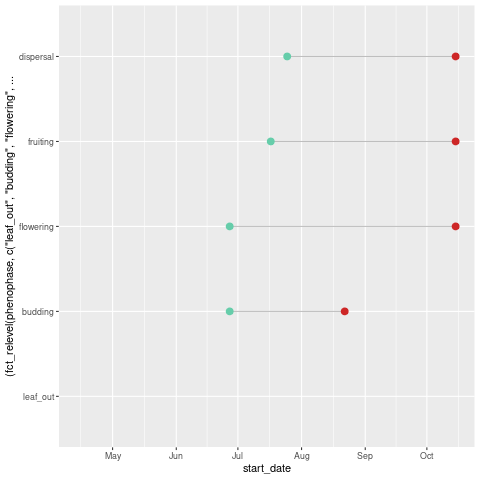 dispersal
fruiting
flowering
budding
leaf_out
(fct_relevel(phenophase, c("leaf_out", "budding", "flowering", ...
May Jun Jul Aug Sep Oct
start_date